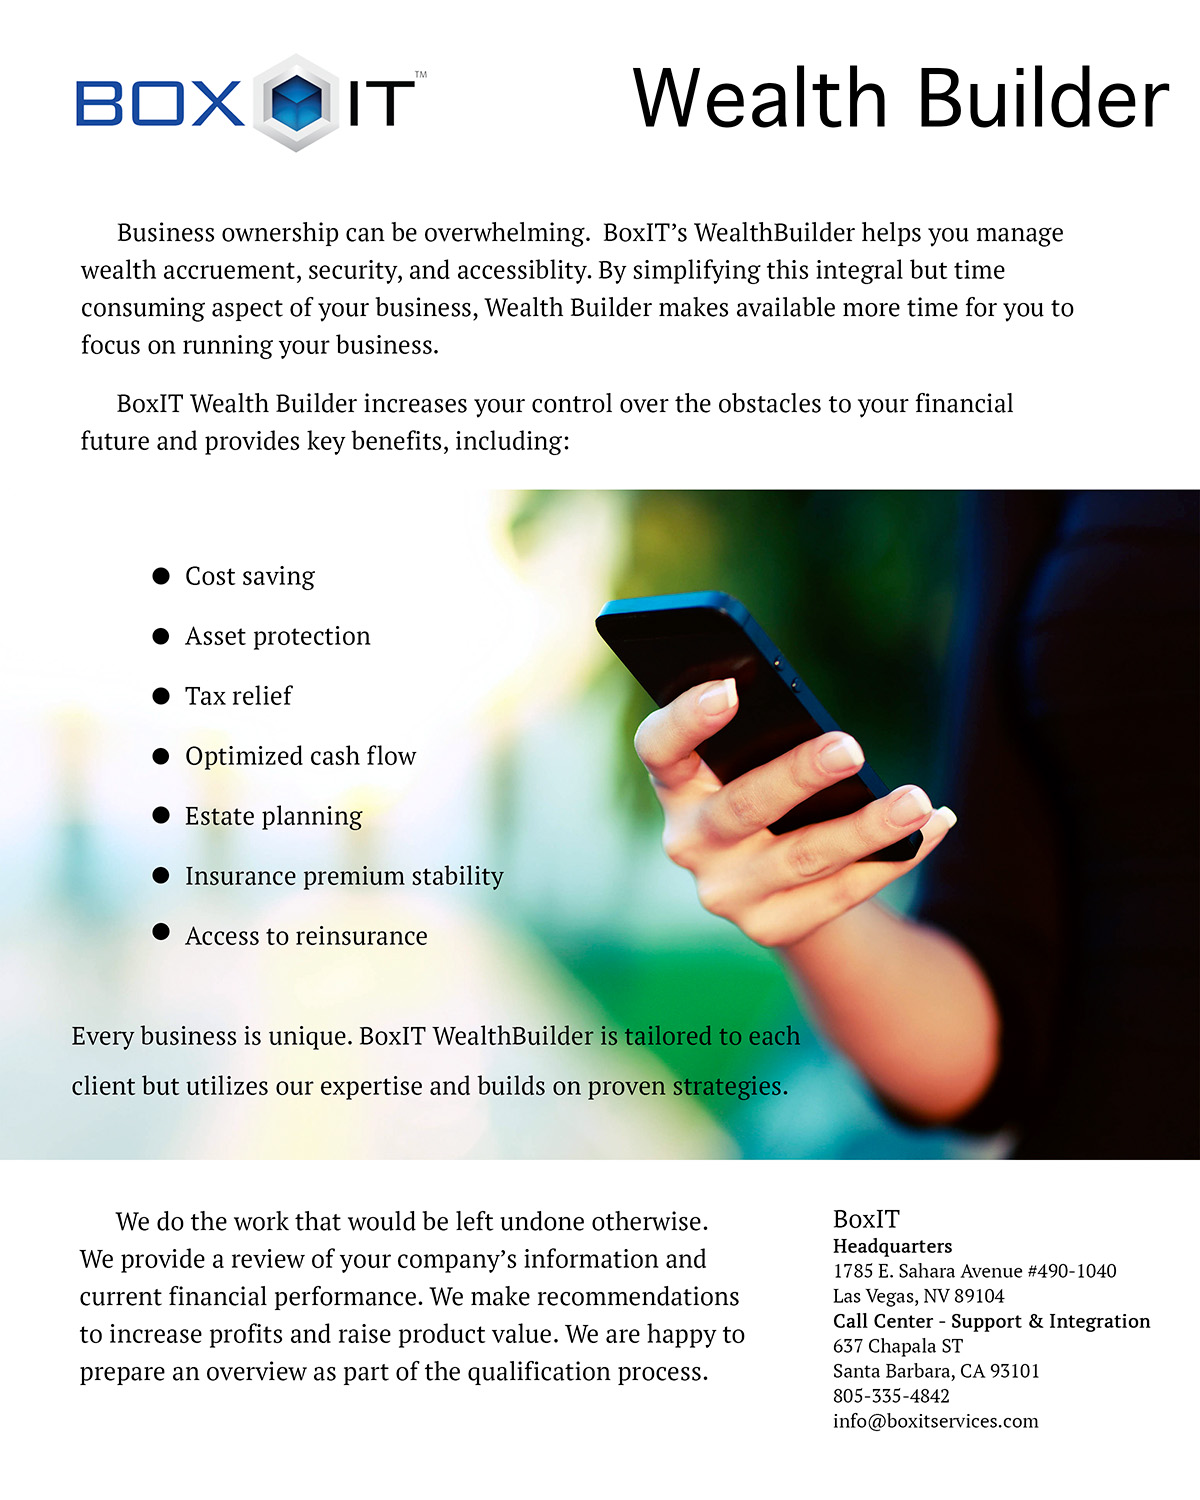 BOX IT™
Wealth Builder
Business ownership can be overwhelming.  BoxIT’s WealthBuilder helps you manage
wealth accruement, security, and accessiblity. By simplifying this integral but time
consuming aspect of your business, Wealth Builder makes available more time for you to
focus on running your business.
BoxIT Wealth Builder increases your control over the obstacles to your financial
future and provides key benefits, including:
● Cost saving
● Asset protection
● Tax relief
● Optimized cash flow
● Estate planning
● Insurance premium stability
● Access to reinsurance
Every business is unique. BoxIT WealthBuilder is tailored to each
client but utilizes our expertise and builds on proven strategies.
We do the work that would be left undone otherwise.
We provide a review of your company’s information and
current financial performance. We make recommendations
to increase profits and raise product value. We are happy to
prepare an overview as part of the qualification process.
BoxIT
Headquarters
1785 E. Sahara Avenue #490-1040
Las Vegas, NV 89104
Call Center - Support & Integration
637 Chapala ST
Santa Barbara, CA 93101
805-335-4842
info@boxitservices.com